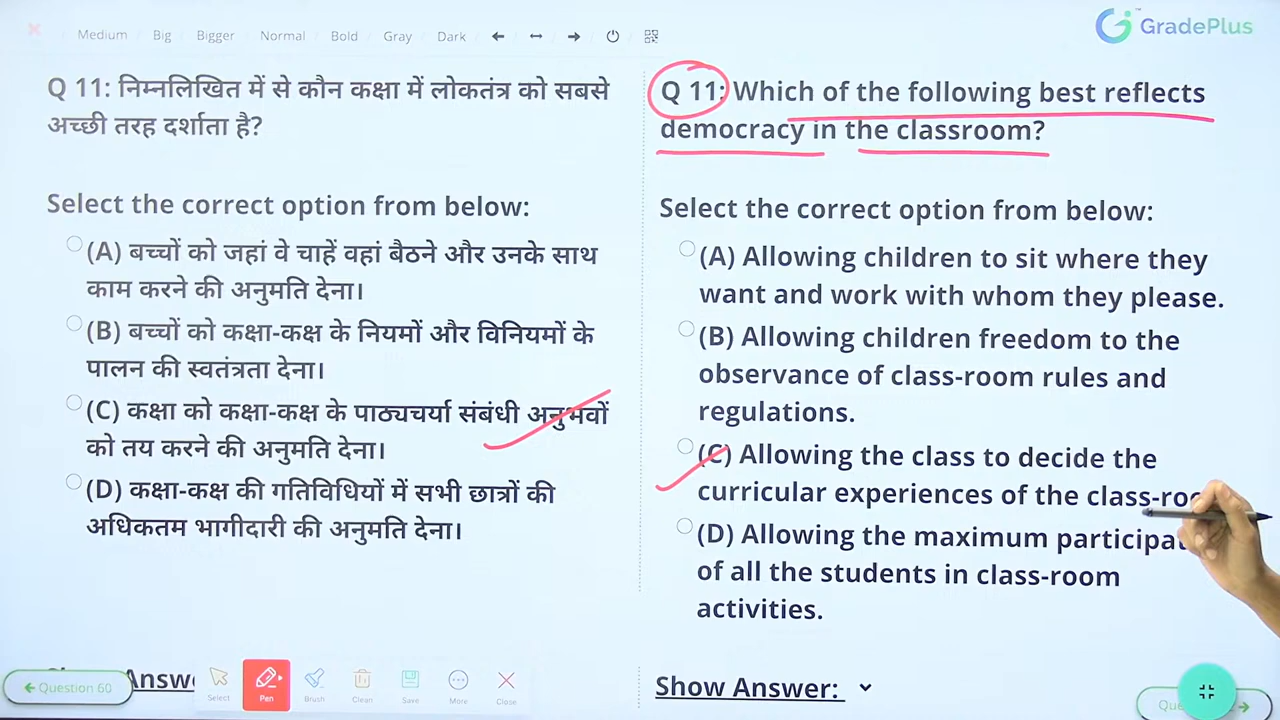 Medium Big Bigger Normal Bold Gray Dark
GradePlus
Q 11: निम्नलिखित में से कौन कक्षा में लोकतंत्र को सबसे
अच्छी तरह दर्शाता है?
Select the correct option from below:
(A) बच्चों को जहां वे चाहें वहां बैठने और उनके साथ
काम करने की अनुमति देना।
(B) बच्चों को कक्षा-कक्ष के नियमों और विनियमों के
पालन की स्वतंत्रता देना।
(C) कक्षा को कक्षा-कक्ष के पाठ्यचर्या संबंधी अनुभवों
को तय करने की अनुमति देना।
(D) कक्षा-कक्ष की गतिविधियों में सभी छात्रों की
अधिकतम भागीदारी की अनुमति देना।
Q 11: Which of the following best reflects
democracy in the classroom?
Select the correct option from below:
(A) Allowing children to sit where they
want and work with whom they please.
(B) Allowing children freedom to the
observance of class-room rules and
regulations.
(C) Allowing the class to decide the
curricular experiences of the
(D) Allowing the maximum
of all the students in class-room
activities.
Show Answer:
Question 60
Select Pen Brush Clean Save More Close